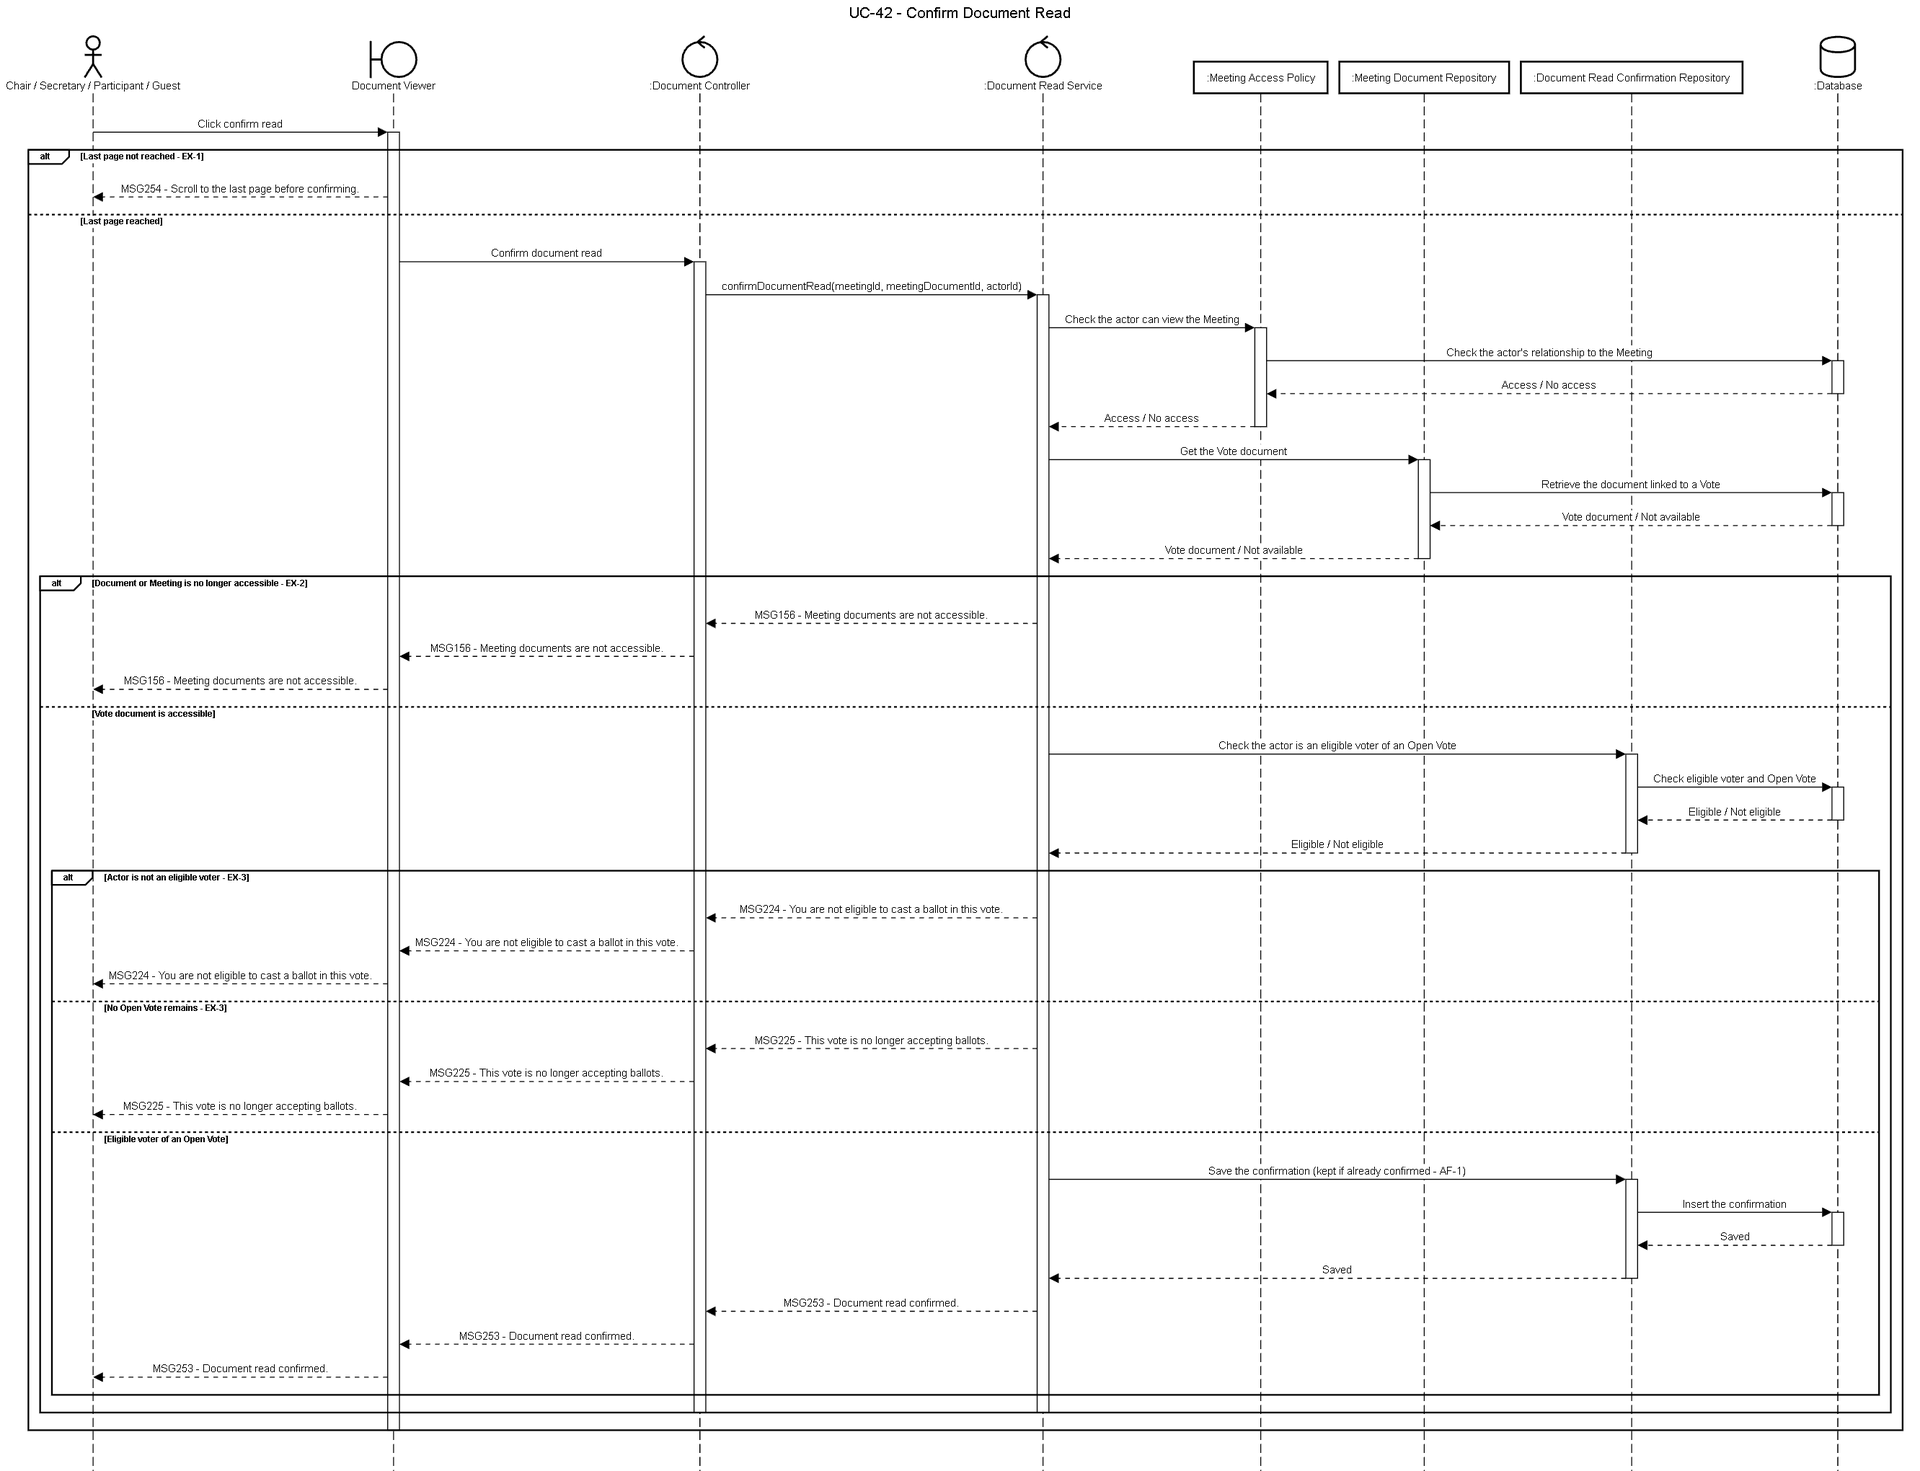 UC-42 - Confirm Document Read
Chair / Secretary / Participant / Guest
Document Viewer
:Document Controller
:Document Read Service
:Meeting Access Policy
:Meeting Document Repository
:Document Read Confirmation Repository
:Database
Click confirm read
alt
[Last page not reached - EX-1]
MSG254 - Scroll to the last page before confirming.
[Last page reached]
Confirm document read
confirmDocumentRead(meetingId, meetingDocumentId, actorId)
Check the actor can view the Meeting
Check the actor's relationship to the Meeting
Access / No access
Access / No access
Get the Vote document
Retrieve the document linked to a Vote
Vote document / Not available
Vote document / Not available
alt
[Document or Meeting is no longer accessible - EX-2]
MSG156 - Meeting documents are not accessible.
MSG156 - Meeting documents are not accessible.
MSG156 - Meeting documents are not accessible.
[Vote document is accessible]
Check the actor is an eligible voter of an Open Vote
Check eligible voter and Open Vote
Eligible / Not eligible
Eligible / Not eligible
alt
[Actor is not an eligible voter - EX-3]
MSG224 - You are not eligible to cast a ballot in this vote.
MSG224 - You are not eligible to cast a ballot in this vote.
MSG224 - You are not eligible to cast a ballot in this vote.
[No Open Vote remains - EX-3]
MSG225 - This vote is no longer accepting ballots.
MSG225 - This vote is no longer accepting ballots.
MSG225 - This vote is no longer accepting ballots.
[Eligible voter of an Open Vote]
Save the confirmation (kept if already confirmed - AF-1)
Insert the confirmation
Saved
Saved
MSG253 - Document read confirmed.
MSG253 - Document read confirmed.
MSG253 - Document read confirmed.